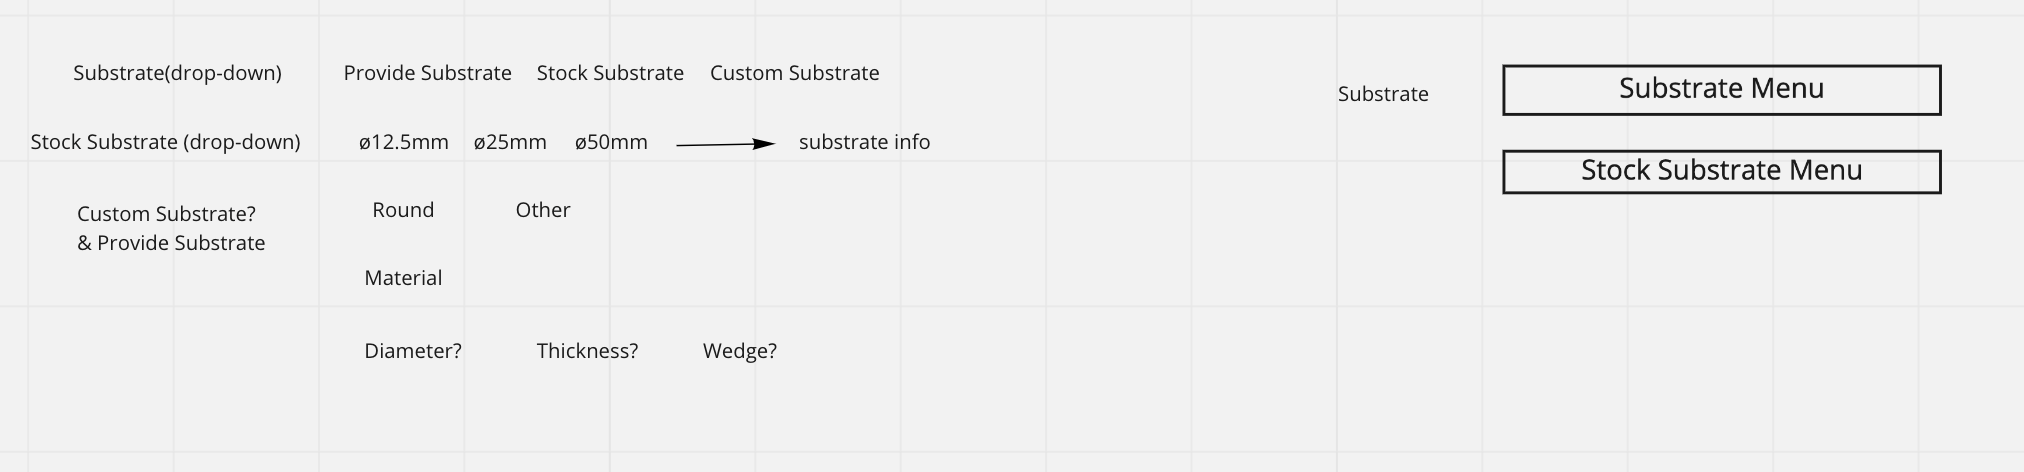 Substrate(drop-down) Provide Substrate Stock Substrate Custom Substrate
Substrate Substrate Menu
Stock Substrate (drop-down) ø12.5mm ø25mm ø50mm substrate info
Stock Substrate Menu
Custom Substrate?
& Provide Substrate
Round Other
Material
Diameter? Thickness? Wedge?